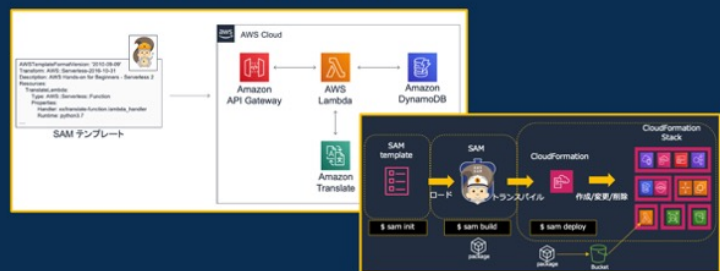 AWSTemplateFormatVersion: '2010-09-09'
Transform: AWS::Serverless-2016-10-31
Description: AWS Hands-on for Beginners - Serverless 2
Resources:
TranslateLambda:
Type: AWS::Serverless::Function
Properties:
Handler: translate-function.lambda_handler
Runtime: python3.7
SAM テンプレート
aws
AWS Cloud
Amazon
API Gateway
AWS
Lambda
Amazon
DynamoDB
Amazon
Translate
SAM
template
SAM
CloudFormation
CloudFormation
Stack
ロード
トランスパイル
作成/変更/削除
$ sam init
$ sam build
$ sam deploy
package
package
Bucket